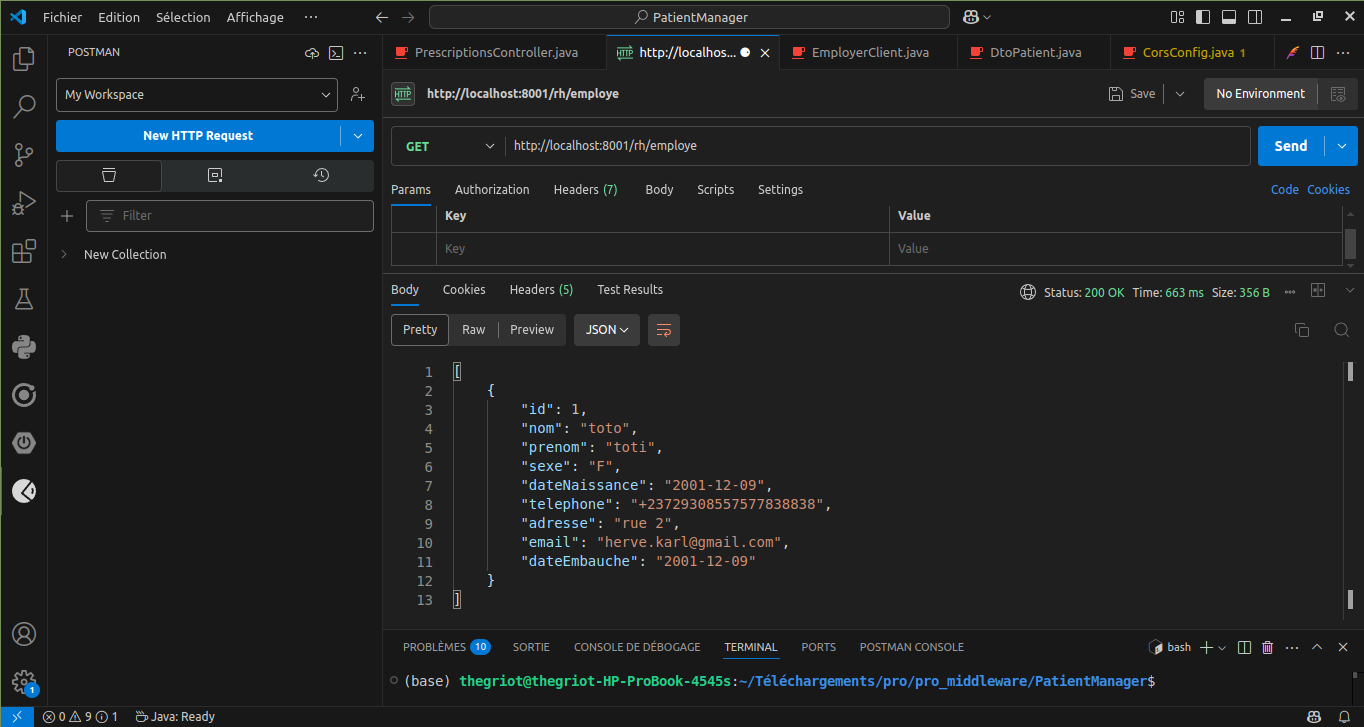 Fichier Edition Sélection Affichage ··· PatientManager
POSTMAN
PrescriptionsController.java http://localhos... EmployerClient.java DtoPatient.java CorsConfig.java 1
My Workspace
HTTP http://localhost:8001/rh/employe Save No Environment
New HTTP Request
GET http://localhost:8001/rh/employe Send
Params Authorization Headers (7) Body Scripts Settings Code Cookies
Filter
Key Value
Key Value
New Collection
Body Cookies Headers (5) Test Results Status: 200 OK Time: 663 ms Size: 356 B
Pretty Raw Preview JSON
1 [
2 {
3 "id": 1,
4 "nom": "toto",
5 "prenom": "toti",
6 "sexe": "F",
7 "dateNaissance": "2001-12-09",
8 "telephone": "+23729308557577838838",
9 "adresse": "rue 2",
10 "email": "herve.karl@gmail.com",
11 "dateEmbauche": "2001-12-09"
12 }
13 ]
PROBLÈMES 10 SORTIE CONSOLE DE DÉBOGAGE TERMINAL PORTS POSTMAN CONSOLE bash
(base) thegriot@thegriot-HP-ProBook-4545s:~/Téléchargements/pro/pro_middleware/PatientManager$
1
0 9 1 Java: Ready